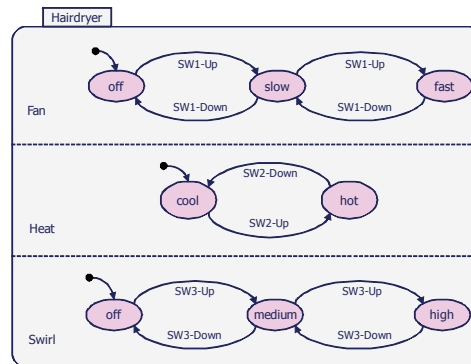 Hairdryer
SW1-Up
SW1-Up
off
slow
fast
SW1-Down
SW1-Down
Fan
SW2-Down
cool
hot
SW2-Up
Heat
SW3-Up
SW3-Up
off
medium
high
SW3-Down
SW3-Down
Swirl